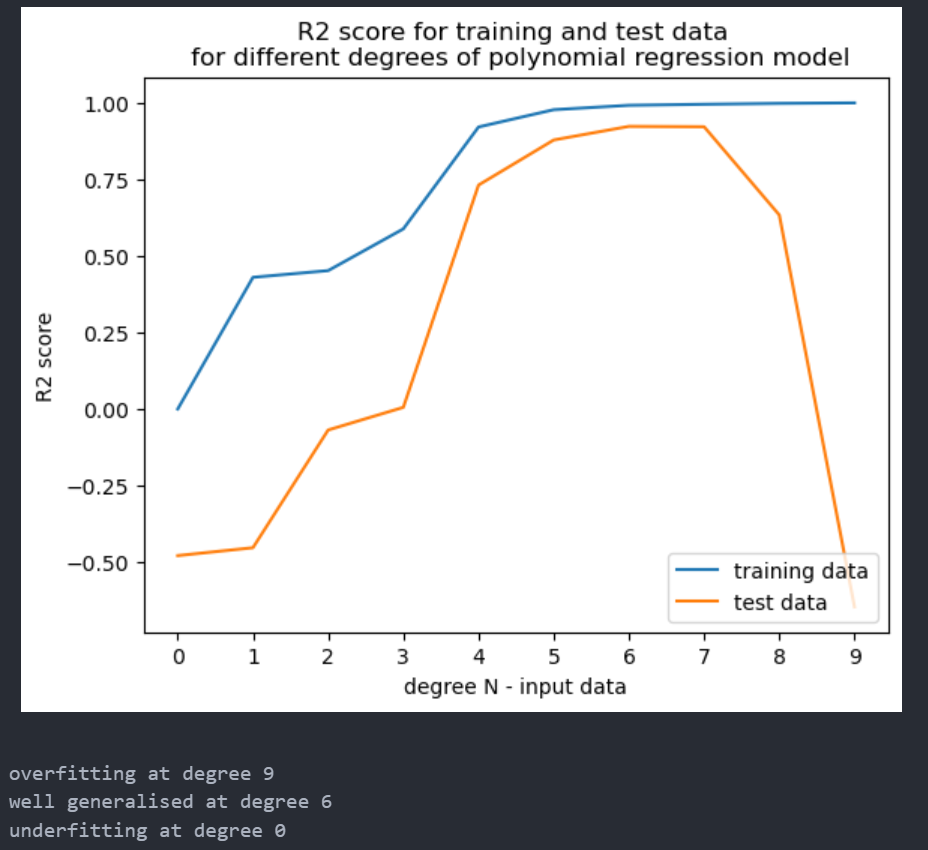 R2 score for training and test data
for different degrees of polynomial regression model
1.00
0.75
0.50
0.25
0.00
−0.25
−0.50
R2 score
0 1 2 3 4 5 6 7 8 9
degree N - input data
training data
test data
overfitting at degree 9
well generalised at degree 6
underfitting at degree 0